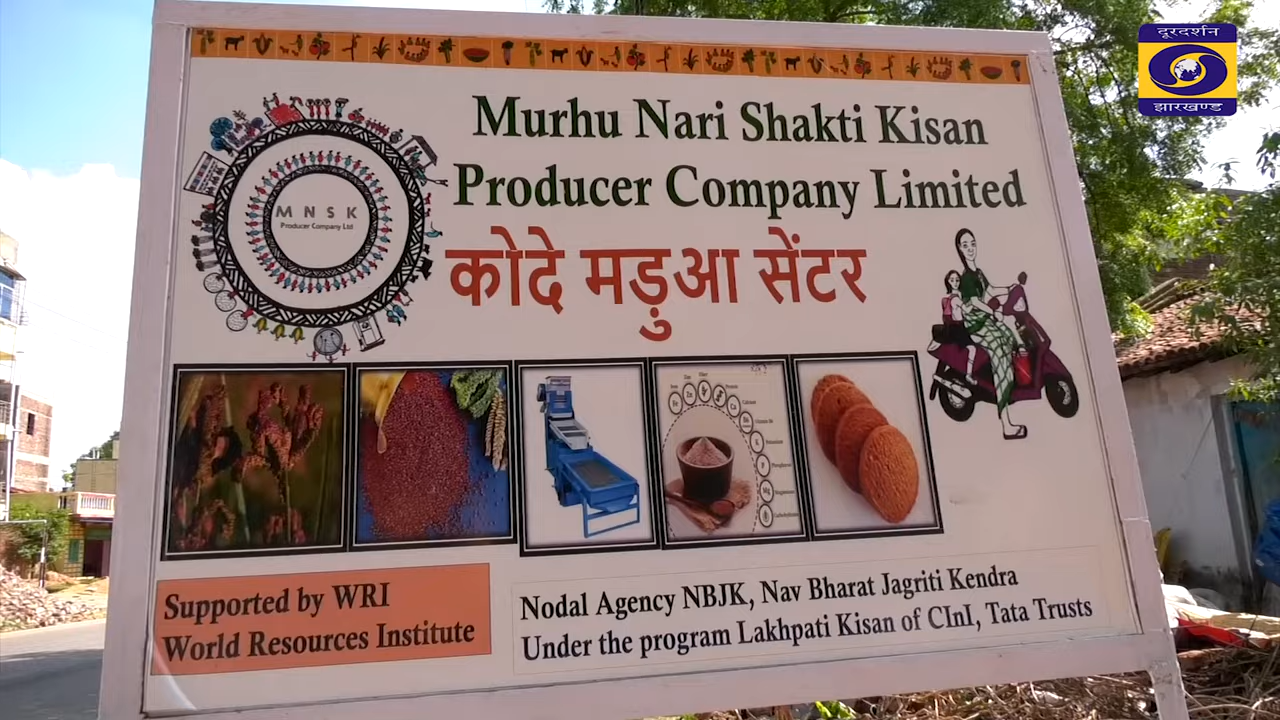 दूरदर्शन
झारखण्ड
Murhu Nari Shakti Kisan
Producer Company Limited
M N S K
Producer Company Ltd
कोदे मड़ुआ सेंटर
Supported by WRI
World Resources Institute
Nodal Agency NBJK, Nav Bharat Jagriti Kendra
Under the program Lakhpati Kisan of CInI, Tata Trusts